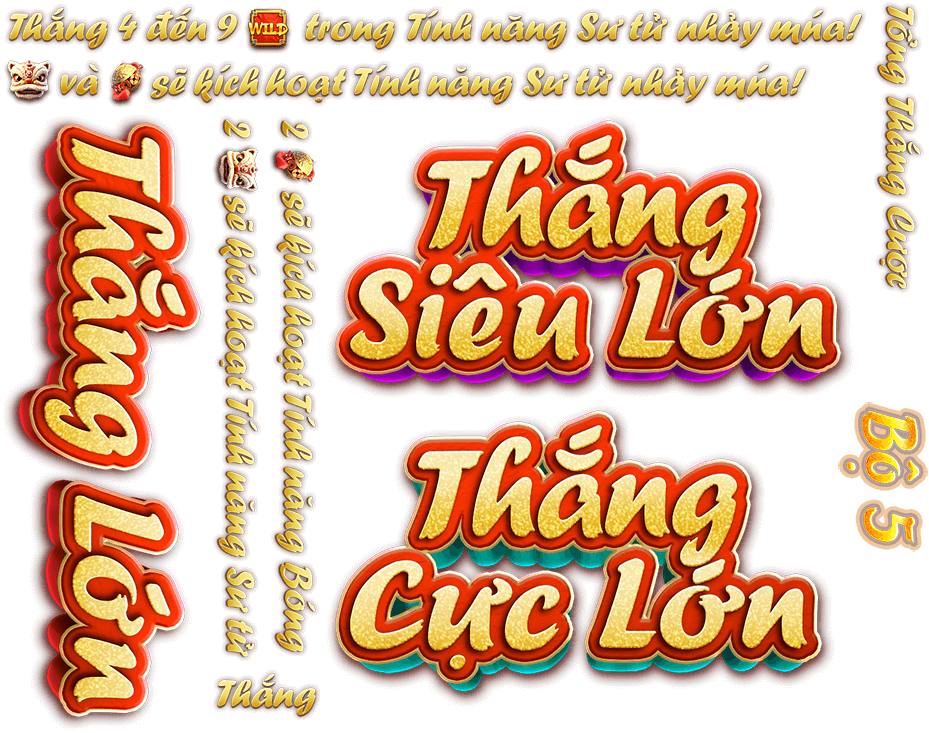 Thắng 4 đến 9 WILD trong Tính năng Sư tử nhảy múa!
và sẽ kích hoạt Tính năng Sư tử nhảy múa!
Tổng Thắng Cược
Thắng Lớn
2 sẽ kích hoạt Tính năng Sư tử
2 sẽ kích hoạt Tính năng Bóng
Thắng
Siêu Lớn
Thắng
Cực Lớn
Bộ 5
Thắng